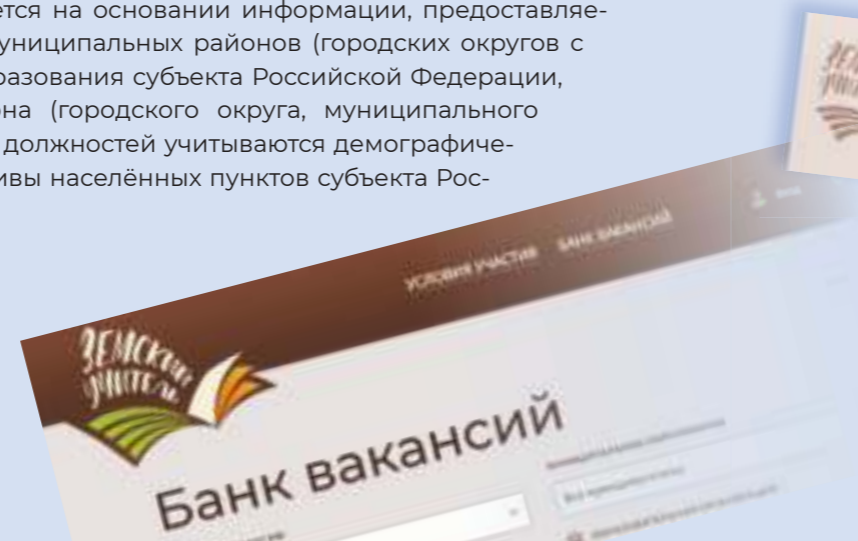 ется на основании информации, предоставляе-
униципальных районов (городских округов с
разования субъекта Российской Федерации,
на (городского округа, муниципального
должностей учитываются демографиче-
ивы населённых пунктов субъекта Рос-
УСЛОВИЯ УЧАСТИЯ БАНК ВАКАНСИЙ
ЗЕМСКИЙ
УЧИТЕЛЬ
Банк вакансий